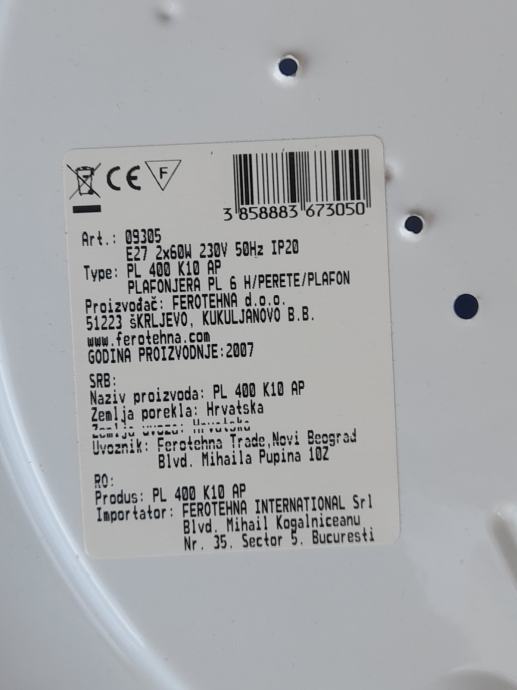 CE F
3 858883 673050
Art.: 09305
E27 2x60W 230V 50Hz IP20
Type: PL 400 K10 AP
PLAFONJERA PL 6 H/PERETE/PLAFON
Proizvođač: FEROTEHNA d.o.o.
51223 šKRLJEVO, KUKULJANOVO B.B.
www.ferotehna.com
GODINA PROIZVODNJE:2007
SRB:
Naziv proizvoda: PL 400 K10 AP
Zemlja porekla: Hrvatska
Zemlja uvoza: Hrvatska
Uvoznik: Ferotehna Trade,Novi Beograd
Blvd. Mihaila Pupina 10Z
RO:
Produs: PL 400 K10 AP
Importator: FEROTEHNA INTERNATIONAL Srl
Blvd. Mihail Kogalniceanu
Nr. 35. Sector 5. Bucuresti